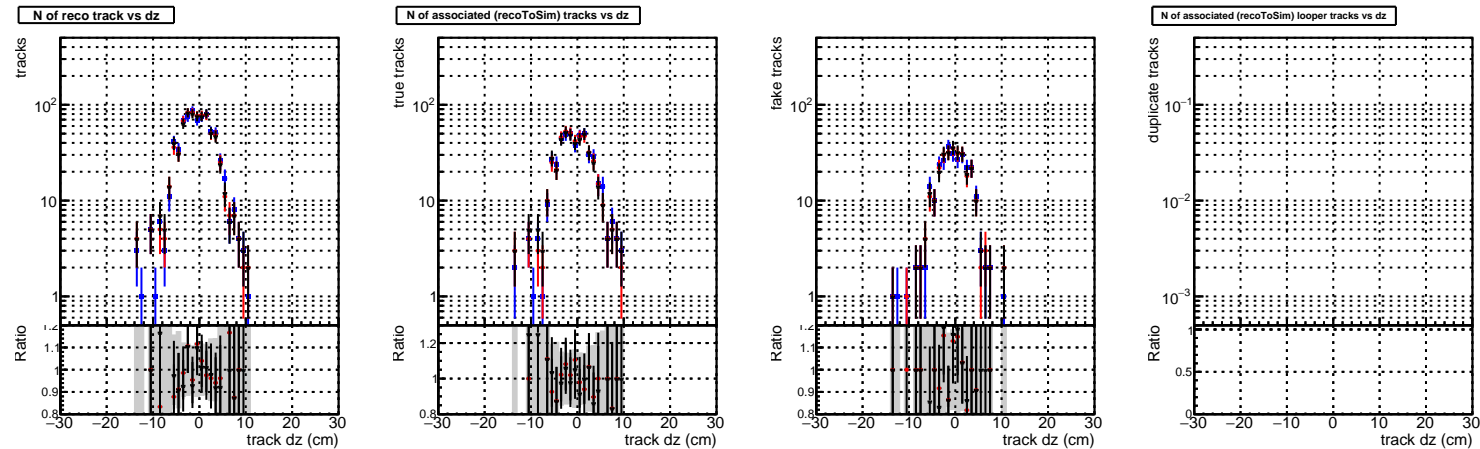 N of reco track vs dz
tracks
10²
10
1
Ratio
1.2
1.1
1
0.9
0.8
−30 −20 −10 0 10 20 30
track dz (cm)
N of associated (recoToSim) tracks vs dz
true tracks
10²
10
1
Ratio
1.2
1
0.8
−30 −20 −10 0 10 20 30
track dz (cm)
fake tracks
10²
10
1
Ratio
1.2
1.1
1
0.9
0.8
−30 −20 −10 0 10 20 30
track dz (cm)
N of associated (recoToSim) looper tracks vs dz
duplicate tracks
10⁻¹
10⁻²
10⁻³
Ratio
1
0.5
0
−30 −20 −10 0 10 20 30
track dz (cm)